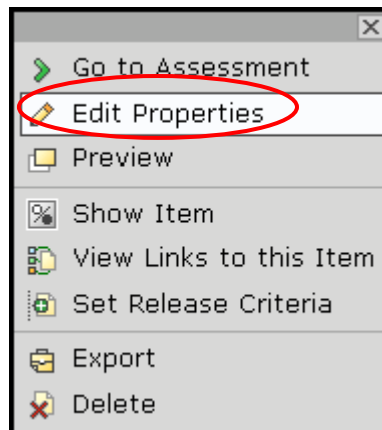 Go to Assessment
Edit Properties
Preview
Show Item
View Links to this Item
Set Release Criteria
Export
Delete